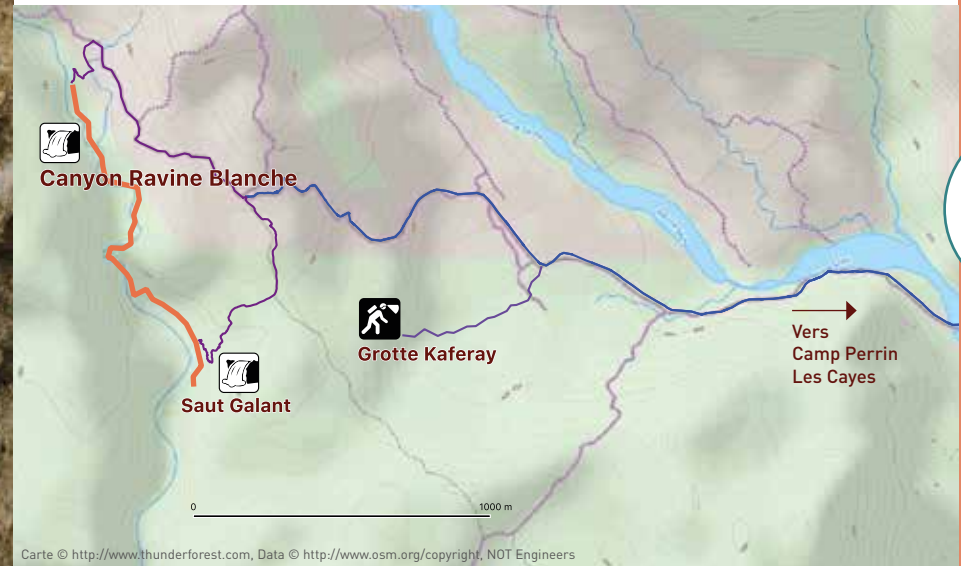 Canyon Ravine Blanche
Grotte Kaferay
Vers
Camp Perrin
Les Cayes
Saut Galant
0 1000 m
Carte © http://www.thunderforest.com, Data © http://www.osm.org/copyright, NOT Engineers